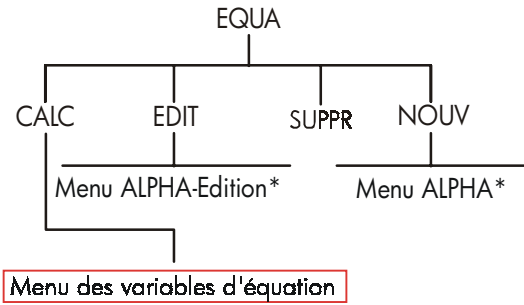 EQUA
CALC EDIT SUPPR NOUV
Menu ALPHA-Edition* Menu ALPHA*
Menu des variables d'équation